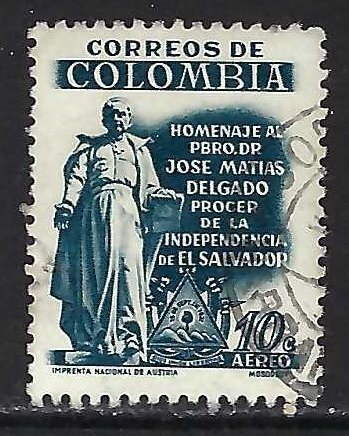 CORREOS DE
COLOMBIA
HOMENAJE AL
PBRO. DR.
JOSE MATIAS
DELGADO
PROCER
DE LA
INDEPENDENCIA
DE EL SALVADOR
10c
AEREO
IMPRENTA NACIONAL DE AUSTRIA